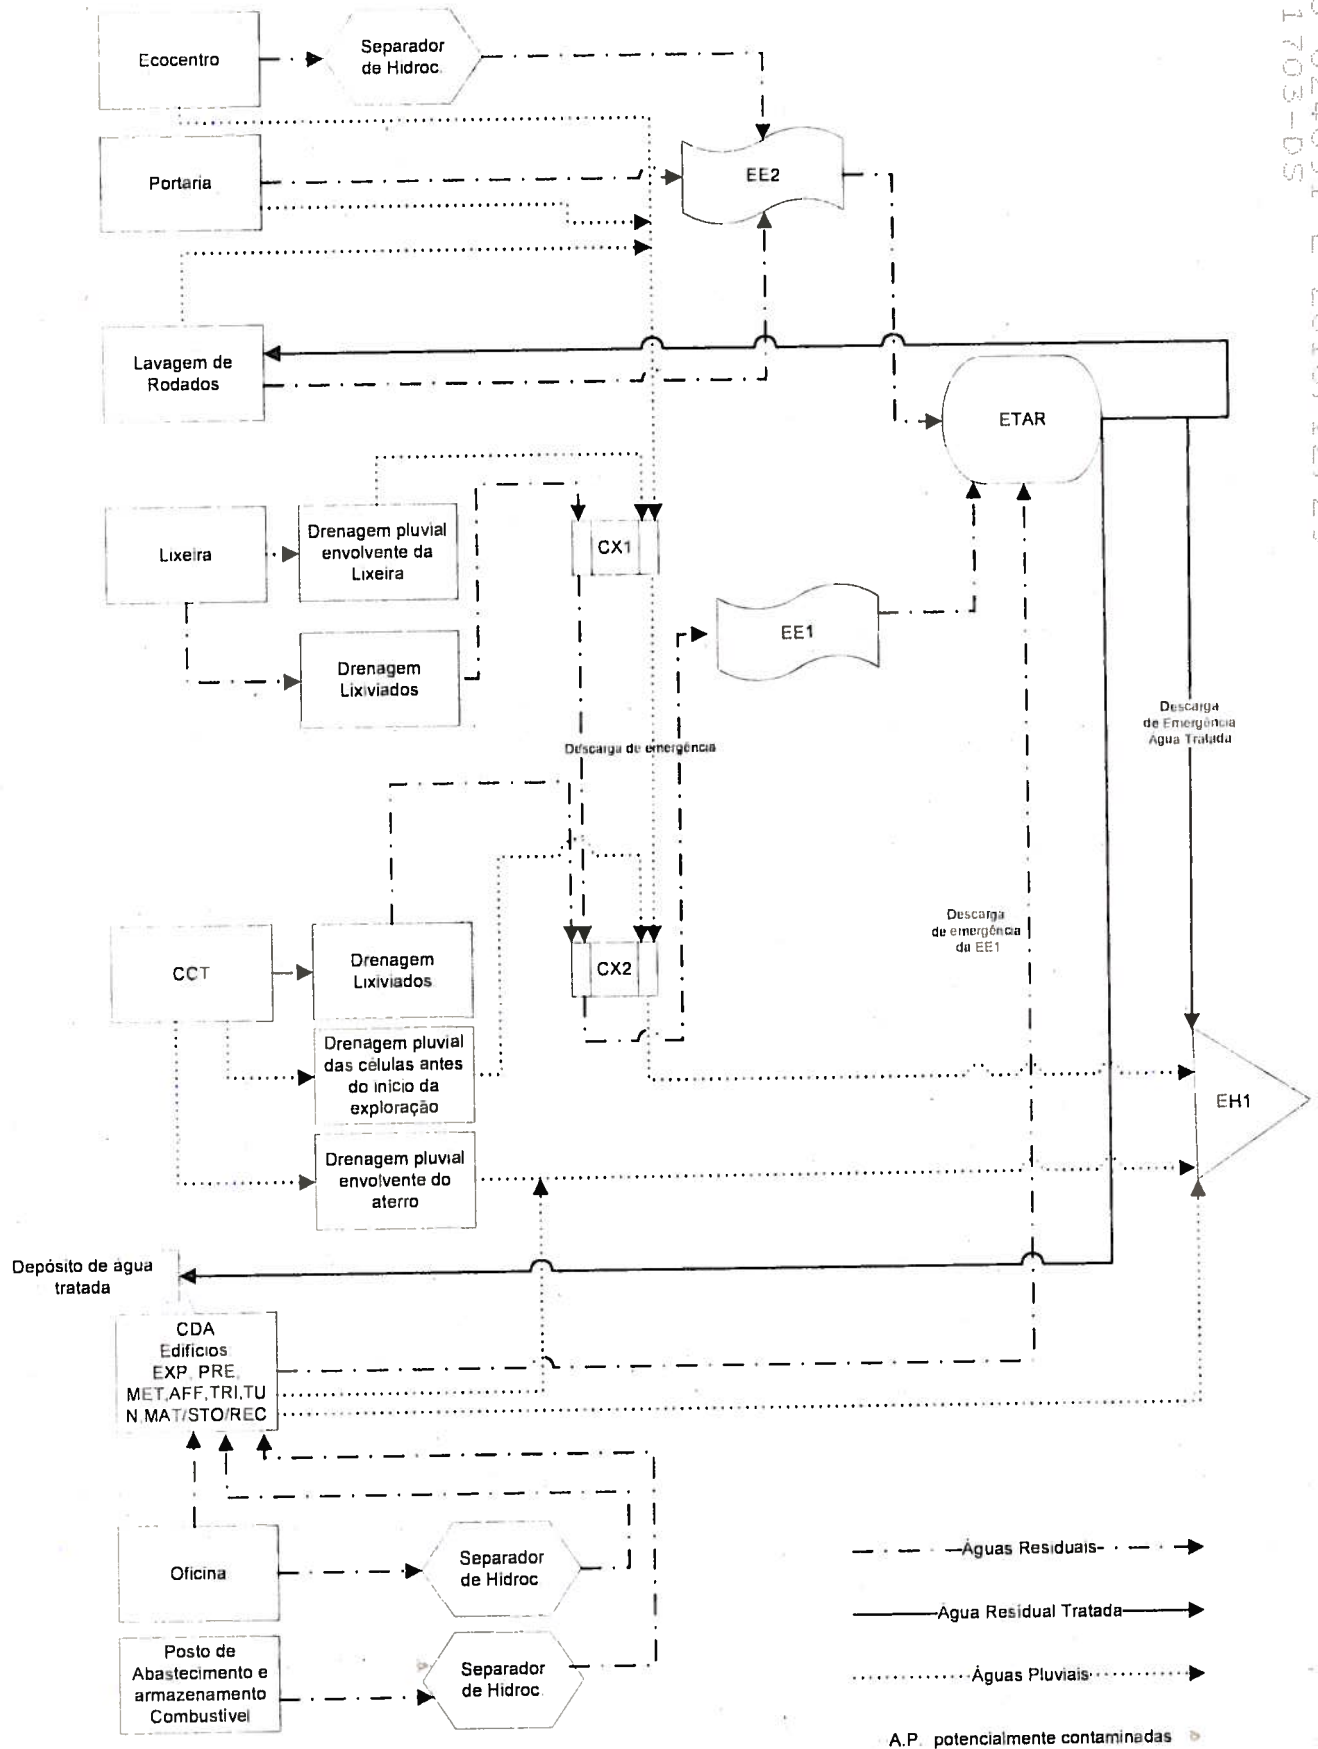 Ecocentro
Separador
de Hidroc.
Portaria
EE2
Lavagem de
Rodados
ETAR
Lixeira
Drenagem pluvial
envolvente da
Lixeira
CX1
Drenagem
Lixiviados
EE1
Descarga
de Emergência
Água Tratada
Descarga de emergência
Descarga
de emergência
da EE1
CCT
Drenagem
Lixiviados
CX2
Drenagem pluvial
das células antes
do início da
exploração
EH1
Drenagem pluvial
envolvente do
aterro
Depósito de água
tratada
CDA
Edifícios
EXP, PRE,
MET,AFF,TRI,TU
N,MAT/STO/REC
Oficina
Separador
de Hidroc
Posto de
Abastecimento e
armazenamento
Combustível
Separador
de Hidroc.
Águas Residuais
Água Residual Tratada
Águas Pluviais
A.P. potencialmente contaminadas
1703-DS